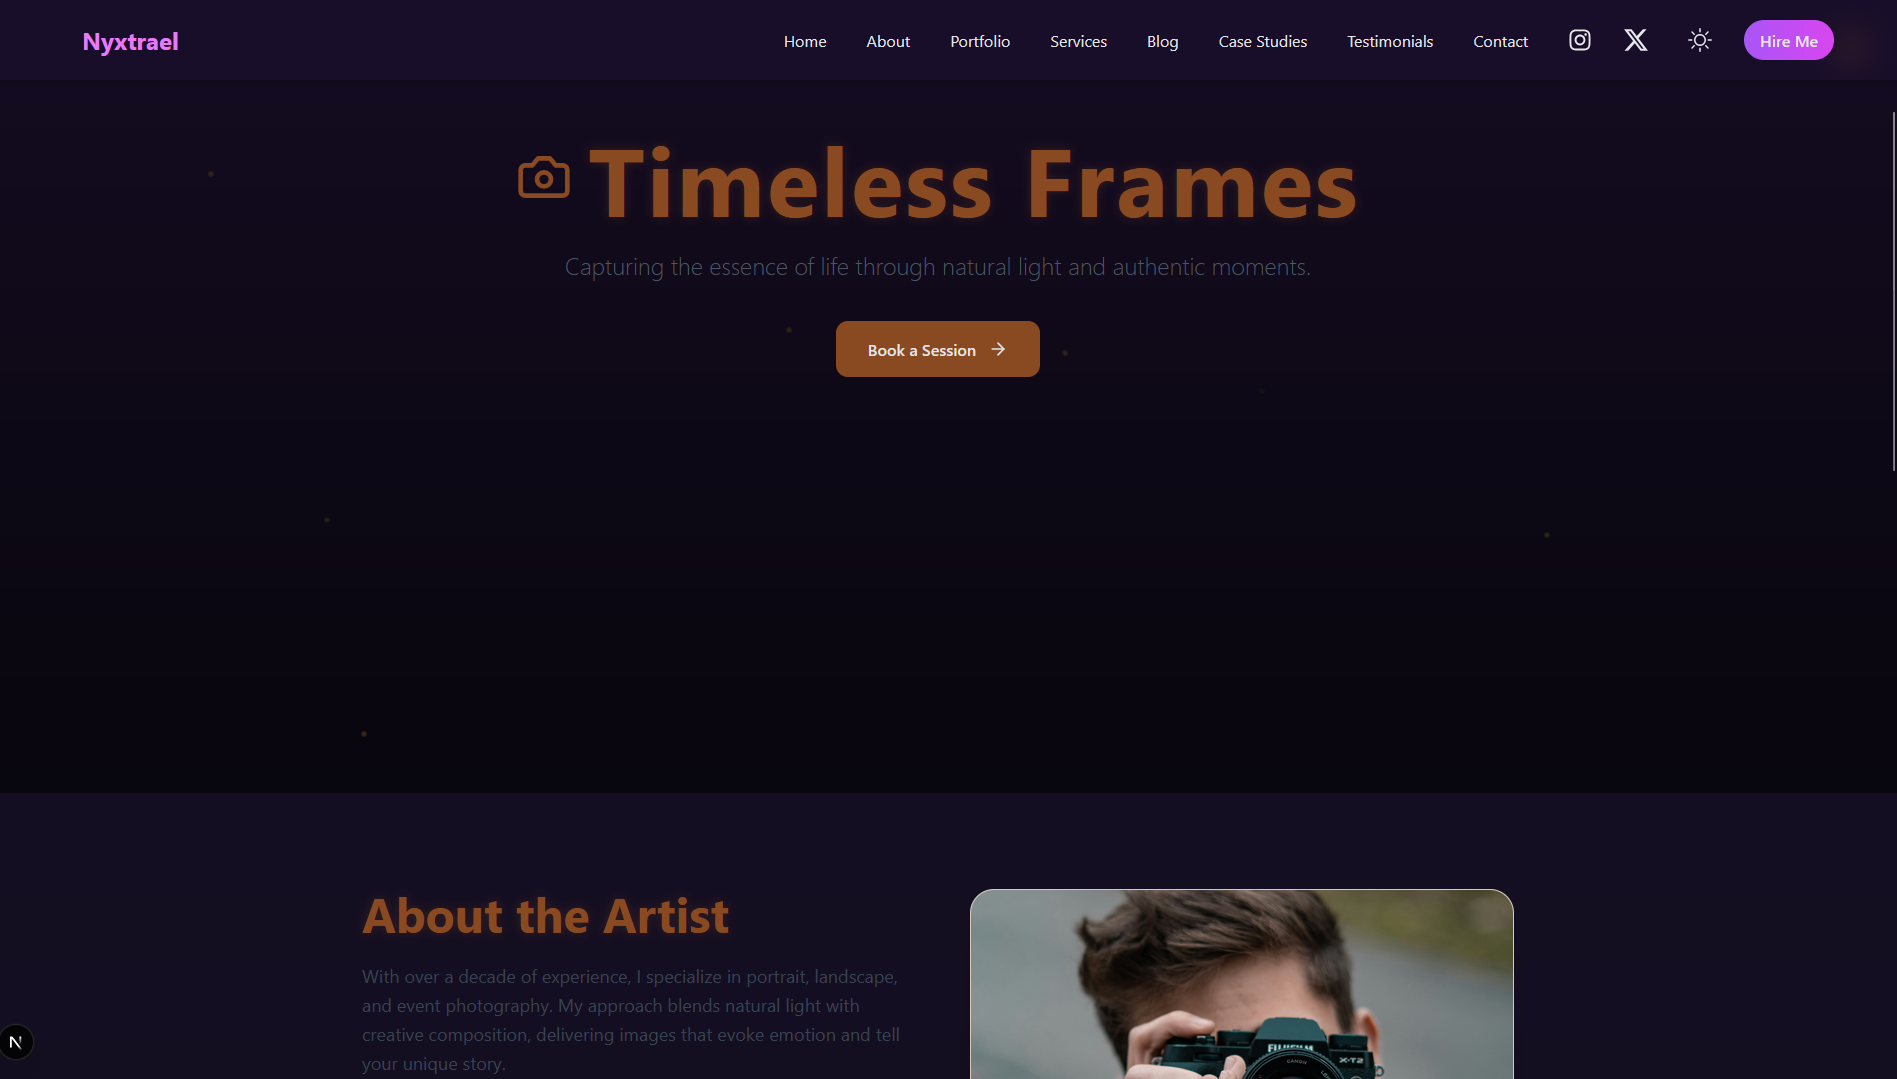 Nyxtrael
Home About Portfolio Services Blog Case Studies Testimonials Contact Hire Me
Timeless Frames
Capturing the essence of life through natural light and authentic moments.
Book a Session
About the Artist
With over a decade of experience, I specialize in portrait, landscape,
and event photography. My approach blends natural light with
creative composition, delivering images that evoke emotion and tell
your unique story.
FUJIFILM
X-T2
CANON
N